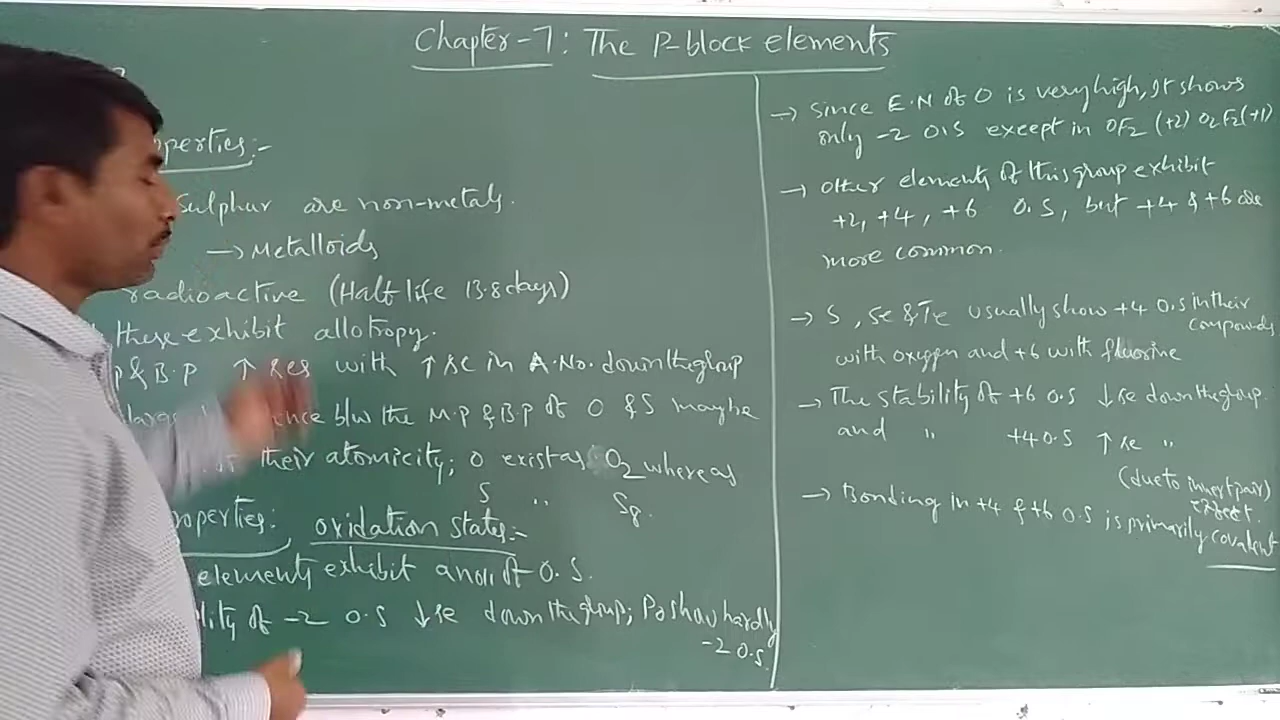 Chapter-7: The P-block elements
operties:-
Sulphur are non-metals.
→ Metalloids
radioactive (Half life 13.8 days)
these exhibit allotropy.
p & B.P ↑ses with ↑se in A.No. down the group
large ence b/w the M.p & B.p of O & S may be
their atomicity; O exist as O2 whereas
S " S8.
roperties: oxidation states:-
elements exhibit a no. of O.S.
lity of -2 O.S ↓se down the group; Po show hardly
-2 O.S.
→ Since E.N of O is very high, It shows
only -2 O.S except in OF2 (+2) O2F2(+1)
→ Other elements of this group exhibit
+2, +4, +6 O.S, but +4 & +6 are
more common.
→ S, Se & Te usually show +4 O.S in their
compounds
with oxygen and +6 with fluorine
→ The stability of +6 O.S ↓se down the group.
and " +4 O.S ↑se "
(due to inert pair)
effect.
→ Bonding in +4 & +6 O.S is primarily covalent